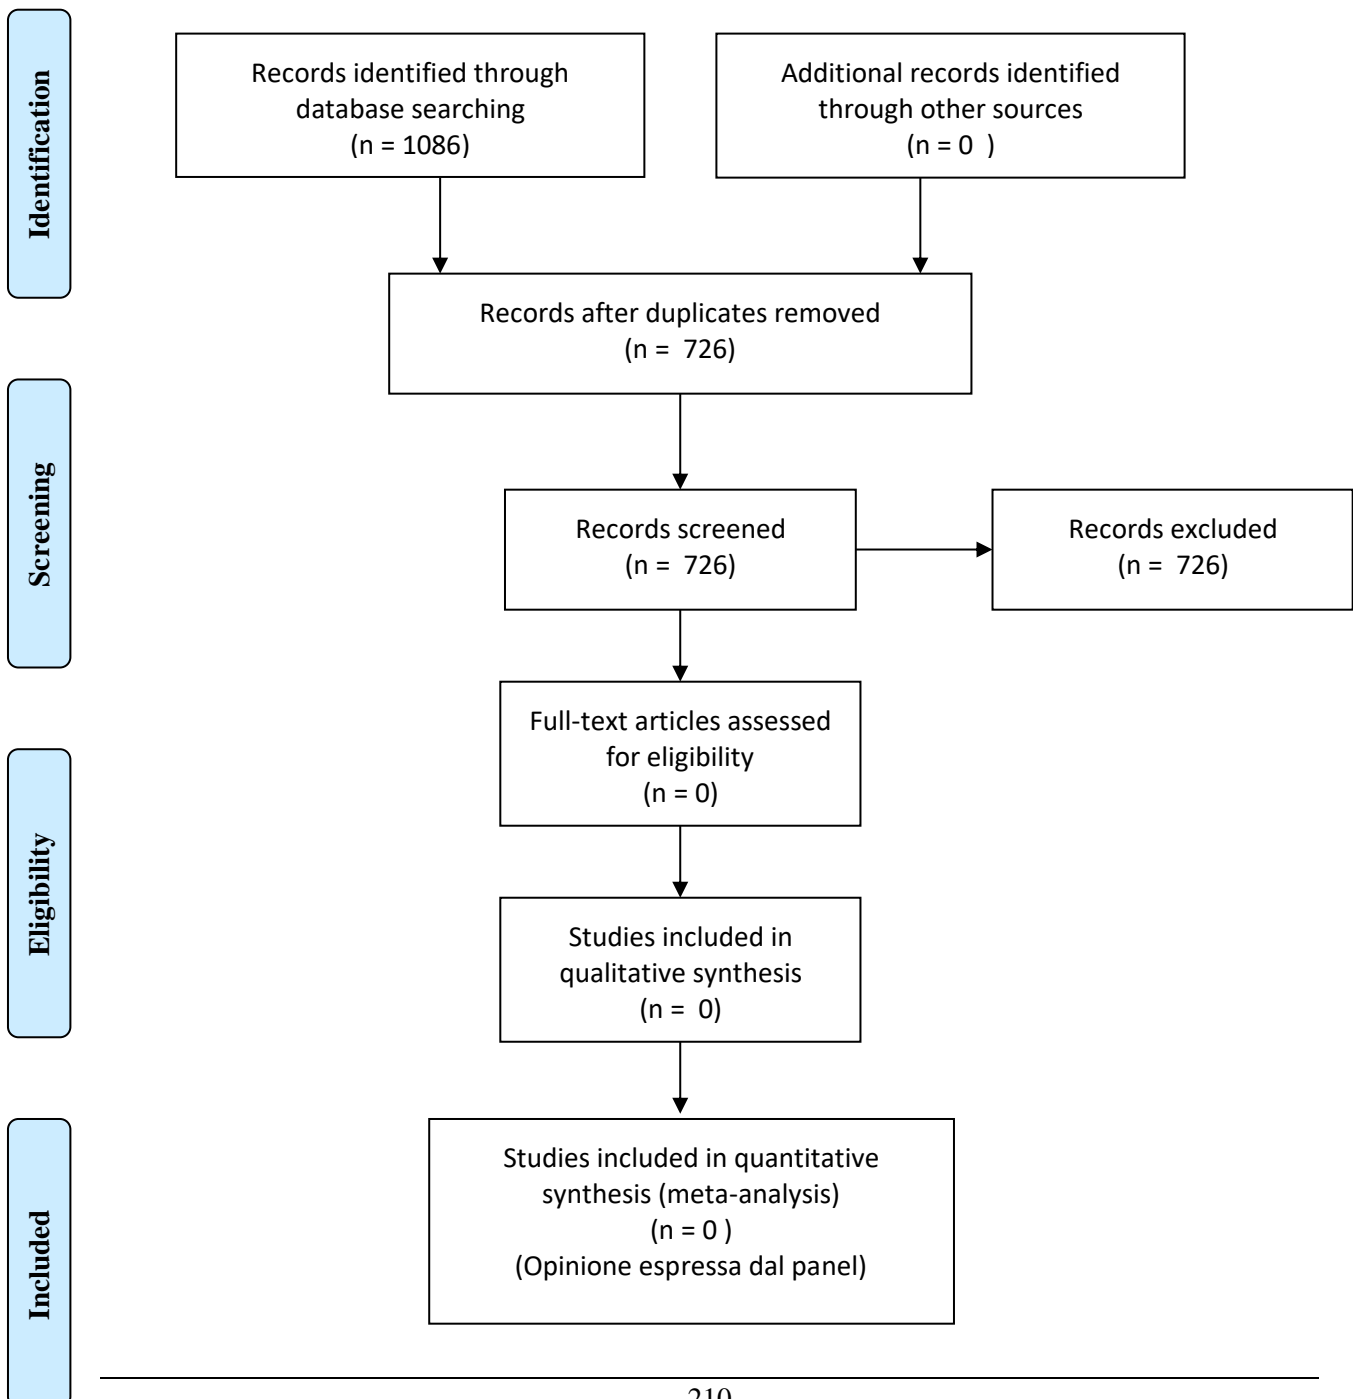 Identification
Records identified through
database searching
(n = 1086)
Additional records identified
through other sources
(n = 0  )
Records after duplicates removed
(n =  726)
Screening
Records screened
(n =  726)
Records excluded
(n =  726)
Full-text articles assessed
for eligibility
(n = 0)
Eligibility
Studies included in
qualitative synthesis
(n =  0)
Included
Studies included in quantitative
synthesis (meta-analysis)
(n = 0 )
(Opinione espressa dal panel)
210